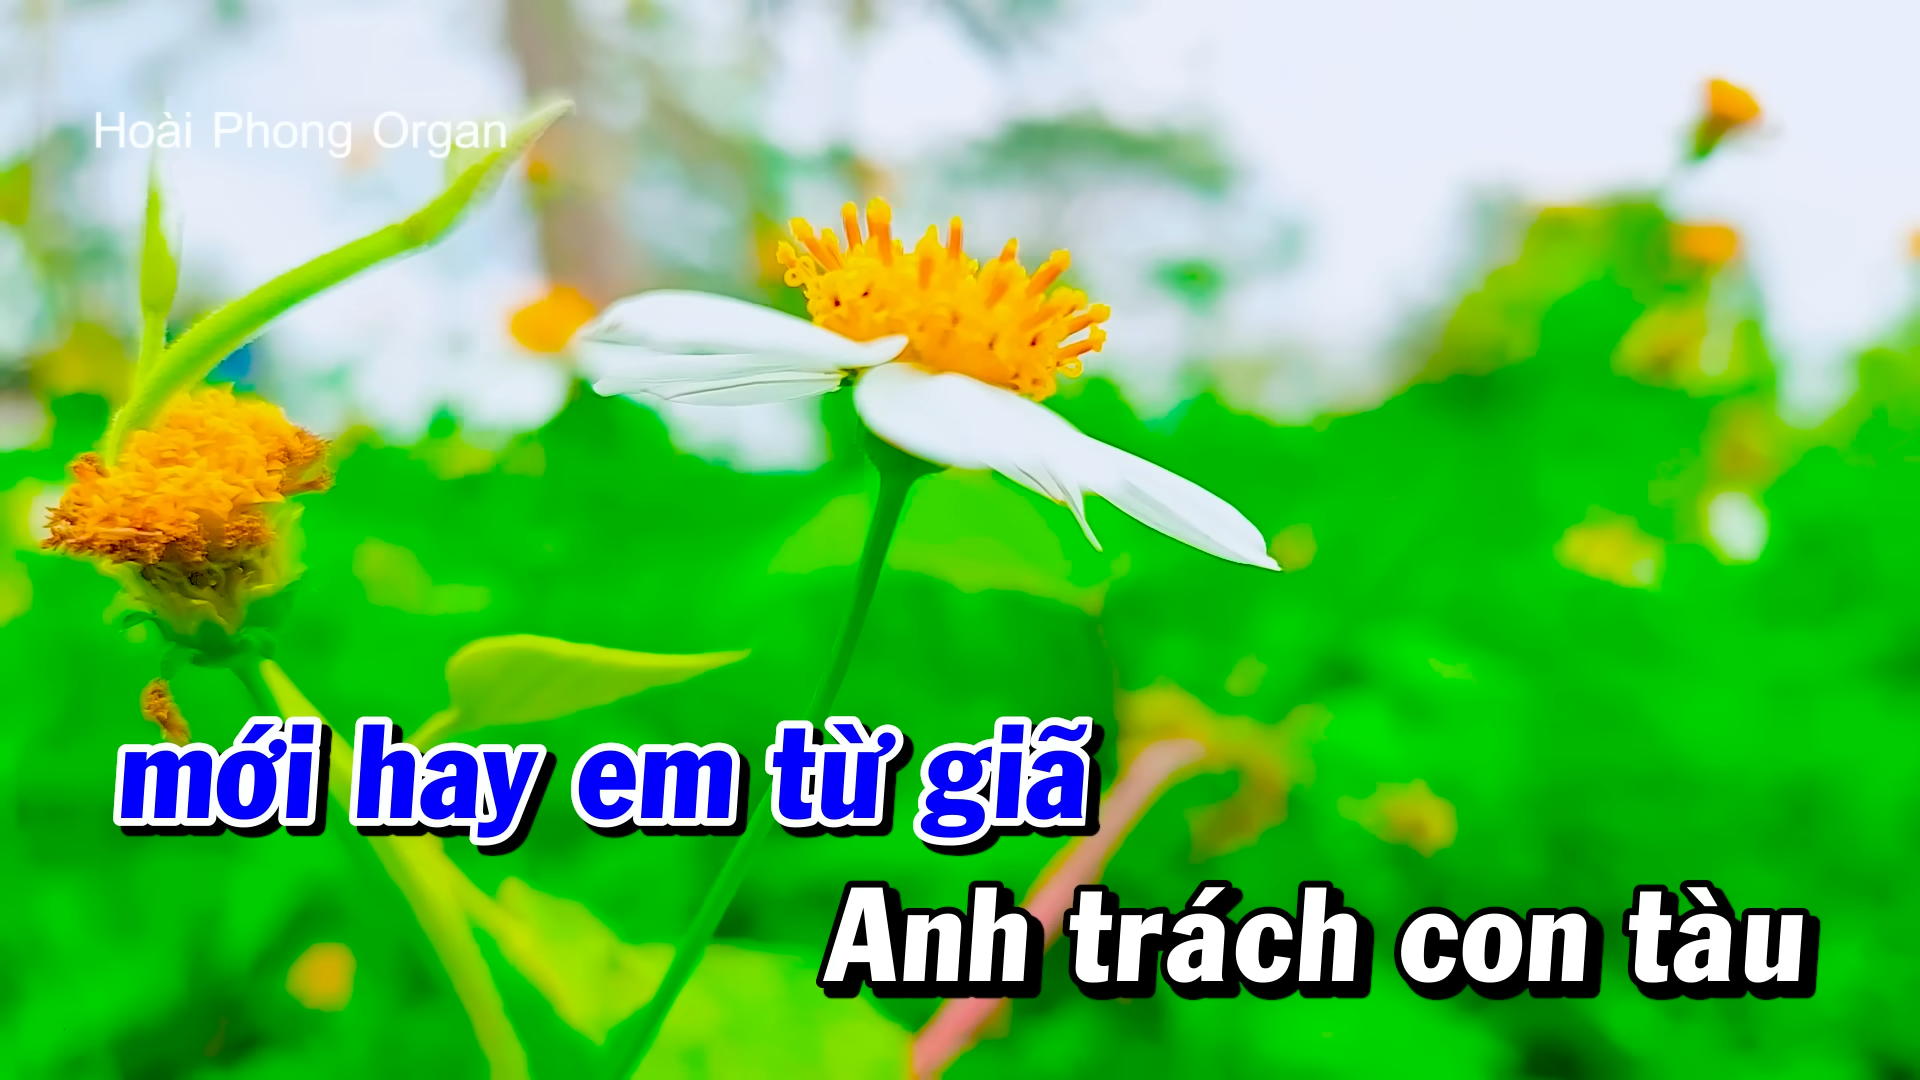 Hoài Phong Organ
mới hay em từ giã
Anh trách con tàu